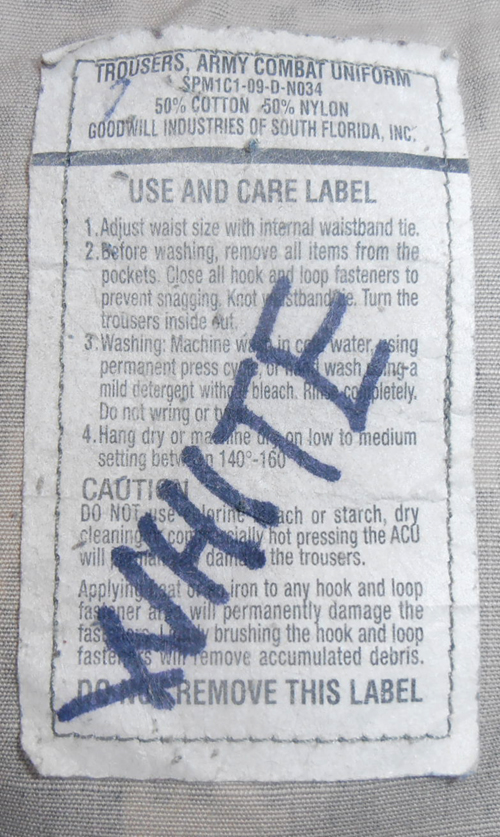 TROUSERS, ARMY COMBAT UNIFORM
SPM1C1-09-D-N034
50% COTTON 50% NYLON
GOODWILL INDUSTRIES OF SOUTH FLORIDA, INC.
USE AND CARE LABEL
1. Adjust waist size with internal waistband tie.
2. Before washing, remove all items from the
pockets. Close all hook and loop fasteners to
prevent snagging. Knot waistband tie. Turn the
trousers inside out.
3. Washing: Machine wash in cold water, using
permanent press cycle, or hand wash using a
mild detergent without bleach. Rinse completely.
Do not wring or twist.
4. Hang dry or machine dry on low to medium
setting between 140°-160°
CAUTION
DO NOT use chlorine bleach or starch, dry
cleaning commercially hot pressing the ACU
will damage the trousers.
Applying heat of an iron to any hook and loop
fastener area will permanently damage the
fasteners. brushing the hook and loop
fasteners will remove accumulated debris.
DO NOT REMOVE THIS LABEL
WHITE